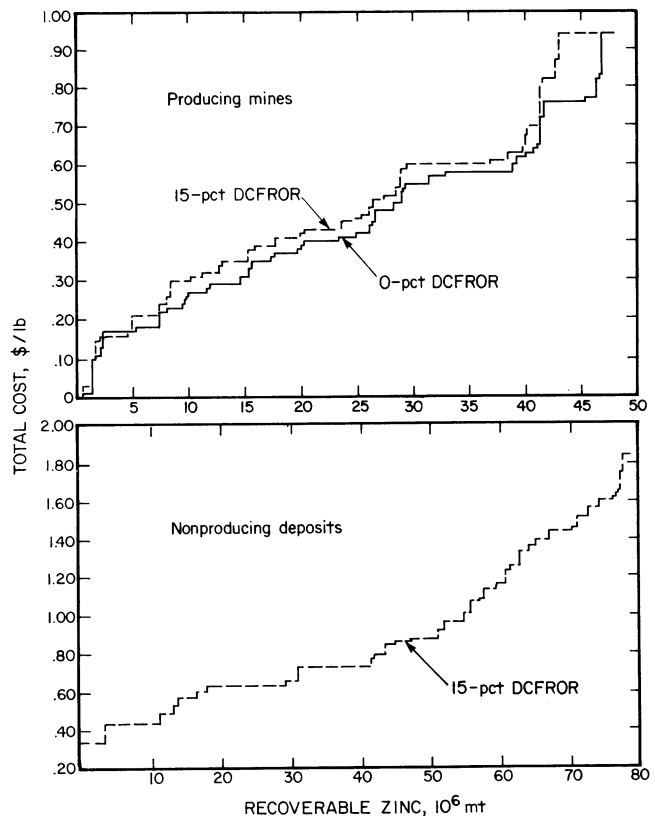 1.00
.90
.80
.70
.60
.50
.40
.30
.20
.10
0
Producing mines
15-pct DCFROR
0-pct DCFROR
5 10 15 20 25 30 35 40 45 50
TOTAL COST, $/lb
2.00
1.80
1.60
1.40
1.20
1.00
.80
.60
.40
.20
Nonproducing deposits
15-pct DCFROR
10 20 30 40 50 60 70 80
RECOVERABLE ZINC, 10⁶ mt